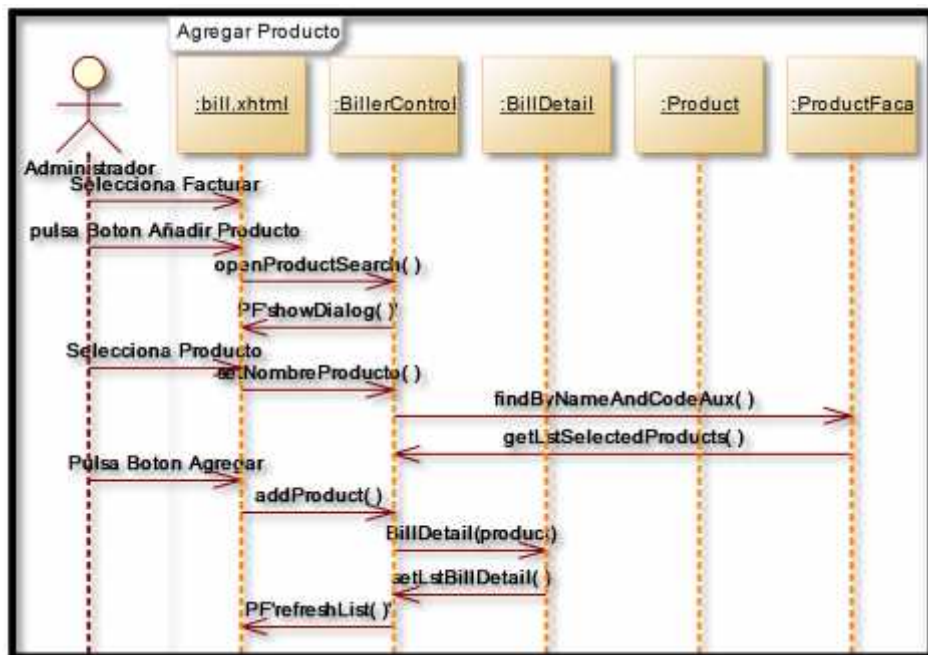 Agregar Producto
:bill.xhtml
:BillerControl
:BillDetail
:Product
:ProductFaca
Administrador
Selecciona Facturar
pulsa Boton Añadir Producto
openProductSearch( )
PF'showDialog( )'
Selecciona Producto
setNombreProducto( )
findByNameAndCodeAux( )
getLstSelectedProducts( )
Pulsa Boton Agregar
addProduct( )
BillDetail(product)
setLstBillDetail( )
PF'refreshList( )'